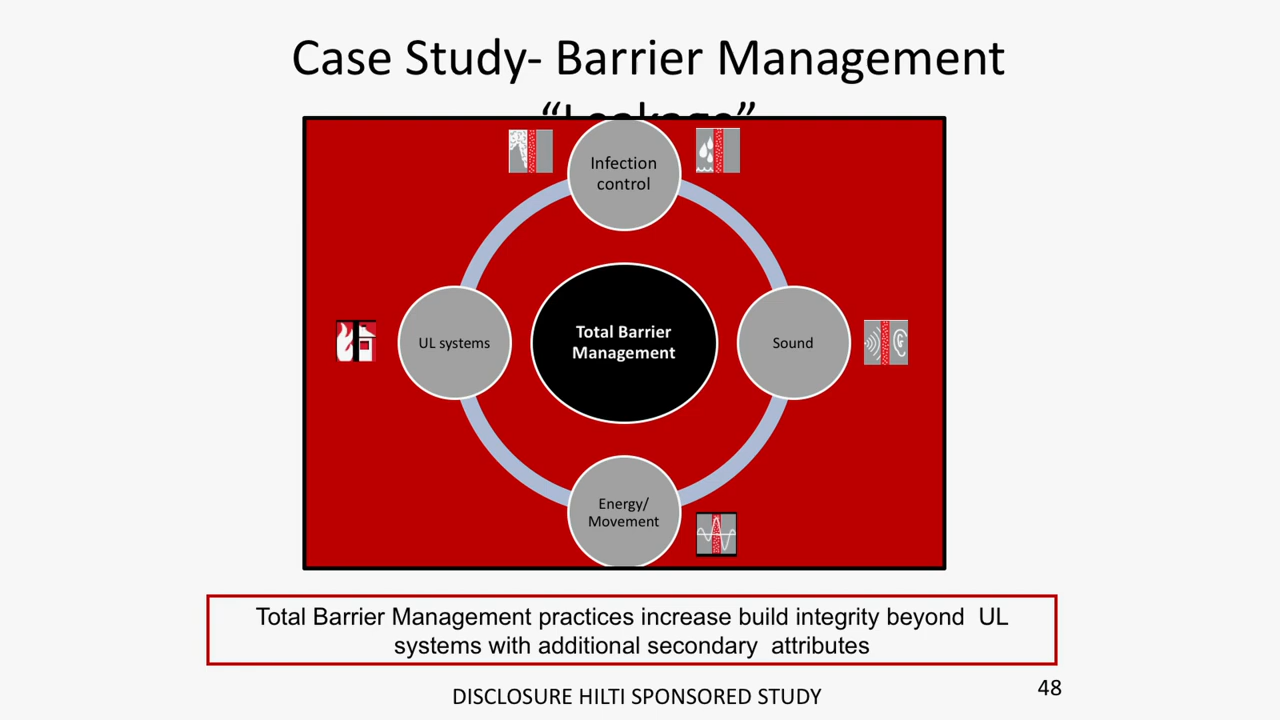 Case Study- Barrier Management
“Leakage”
Infection
control
UL systems
Total Barrier
Management
Sound
Energy/
Movement
Total Barrier Management practices increase build integrity beyond  UL
systems with additional secondary  attributes
DISCLOSURE HILTI SPONSORED STUDY
48